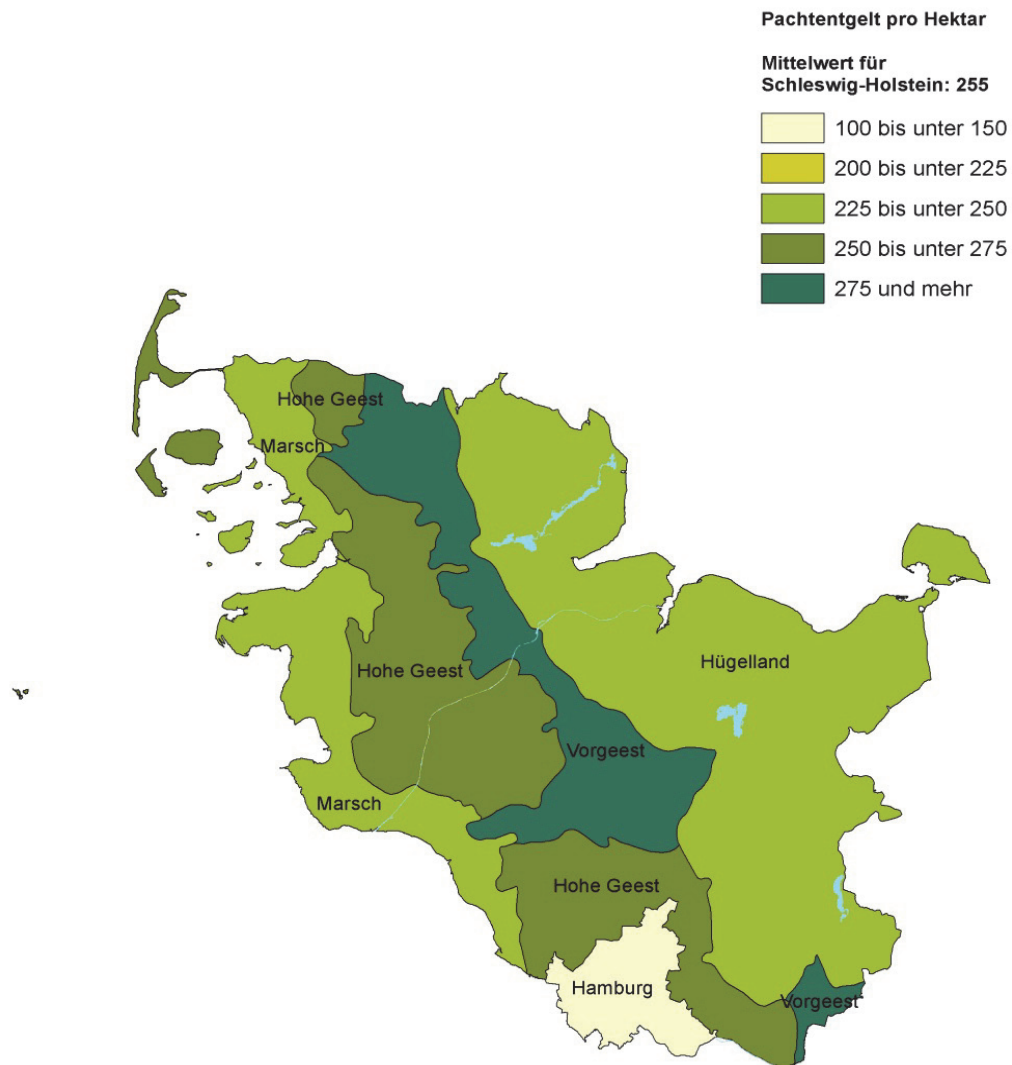 Pachtentgelt pro Hektar
Mittelwert für
Schleswig-Holstein: 255
100 bis unter 150
200 bis unter 225
225 bis unter 250
250 bis unter 275
275 und mehr
Hohe Geest
Marsch
Hügelland
Hohe Geest
Vorgeest
Marsch
Hohe Geest
Hamburg
Vorgeest